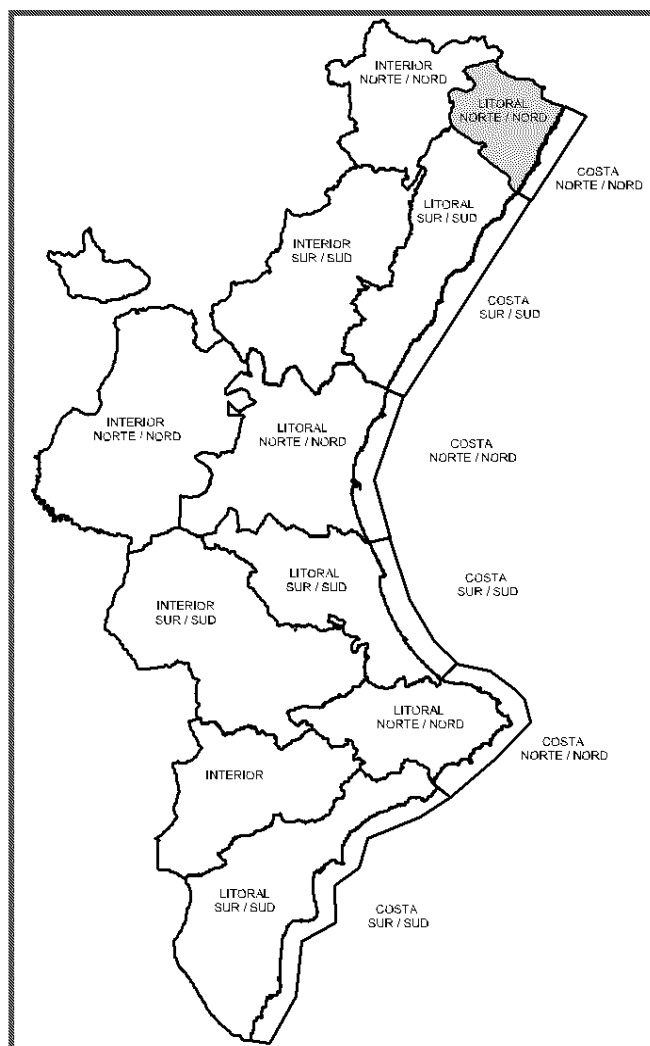 INTERIOR
NORTE / NORD
LITORAL
NORTE / NORD
COSTA
NORTE / NORD
LITORAL
SUR / SUD
INTERIOR
SUR / SUD
COSTA
SUR / SUD
INTERIOR
NORTE / NORD
LITORAL
NORTE / NORD
COSTA
NORTE / NORD
LITORAL
SUR / SUD
COSTA
SUR / SUD
INTERIOR
SUR / SUD
LITORAL
NORTE / NORD
COSTA
NORTE / NORD
INTERIOR
LITORAL
SUR / SUD
COSTA
SUR / SUD